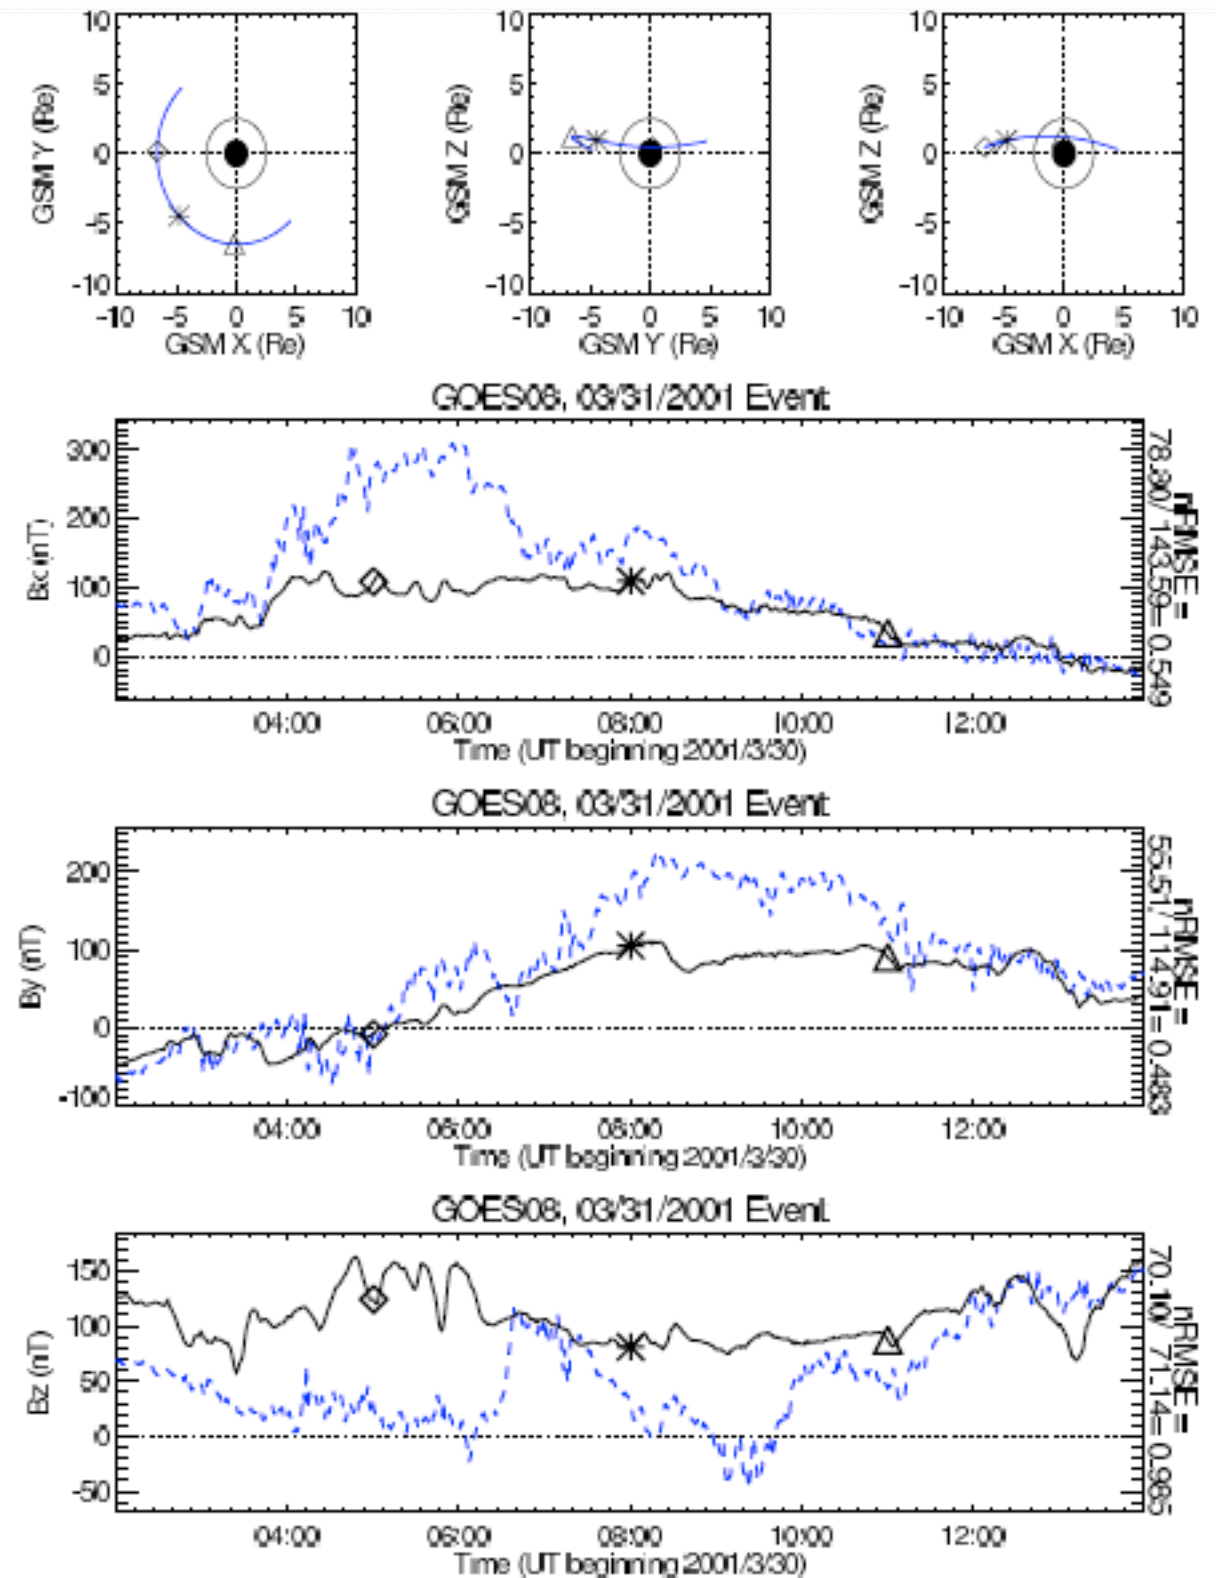 10
5
0
-5
-10
-10 -5 0 5 10
GSM Y (Re)
GSM X (Re)
10
5
0
-5
-10
-10 -5 0 5 10
GSM Z (Re)
GSM Y (Re)
10
5
0
-5
-10
-10 -5 0 5 10
GSM Z (Re)
GSM X (Re)
GOES08, 03/31/2001 Event
300
200
100
0
Bx (nT)
04:00 06:00 08:00 10:00 12:00
Time (UT beginning 2001/3/30)
nRMSE =
78.80/ 143.59= 0.549
GOES08, 03/31/2001 Event
200
100
0
-100
By (nT)
04:00 06:00 08:00 10:00 12:00
Time (UT beginning 2001/3/30)
nRMSE =
55.51/ 114.91= 0.483
GOES08, 03/31/2001 Event
150
100
50
0
-50
Bz (nT)
04:00 06:00 08:00 10:00 12:00
Time (UT beginning 2001/3/30)
nRMSE =
70.10/ 71.14= 0.985